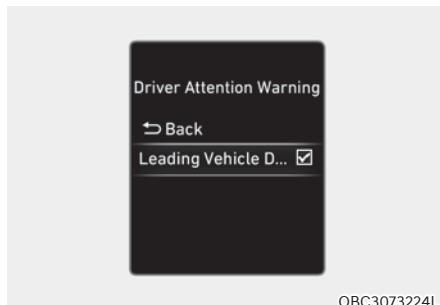 Driver Attention Warning
Back
Leading Vehicle D...
OBC3073224L